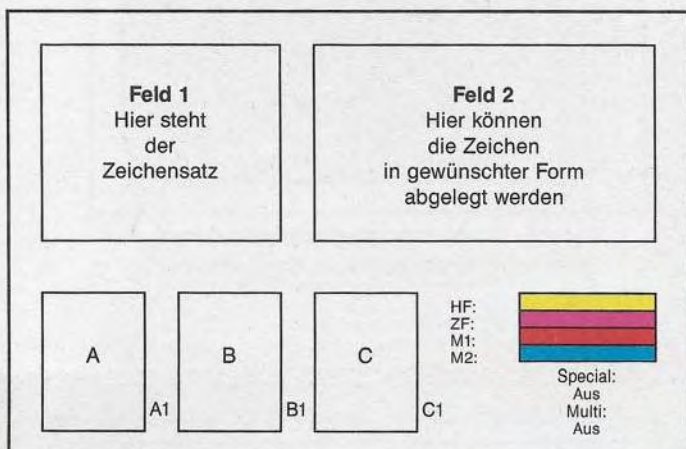 Feld 1
Hier steht
der
Zeichensatz
Feld 2
Hier können
die Zeichen
in gewünschter Form
abgelegt werden
A
A1
B
B1
C
C1
HF:
ZF:
M1:
M2:
Special:
Aus
Multi:
Aus